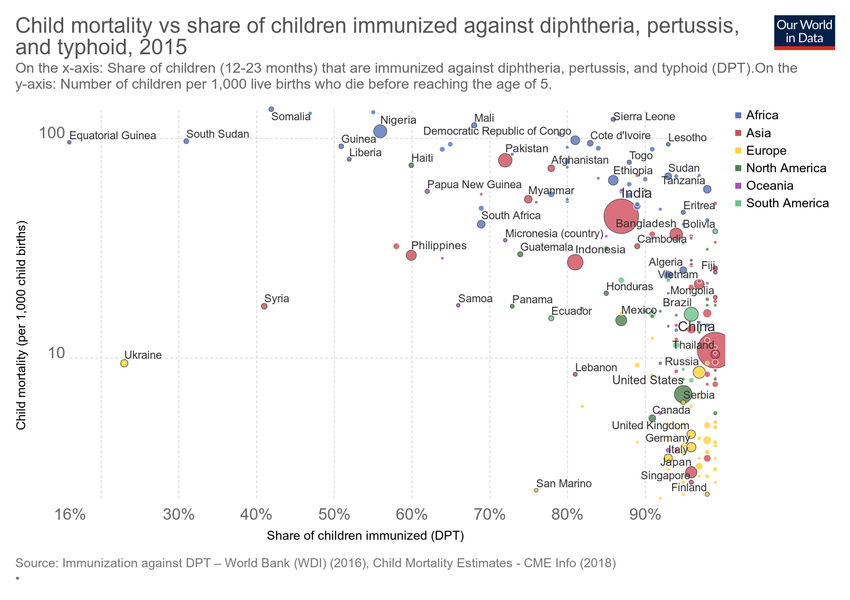 Child mortality vs share of children immunized against diphtheria, pertussis,
and typhoid, 2015
Our World
in Data
On the x-axis: Share of children (12-23 months) that are immunized against diphtheria, pertussis, and typhoid (DPT).On the
y-axis: Number of children per 1,000 live births who die before reaching the age of 5.
Child mortality (per 1,000 child births)
100
10
Somalia
Nigeria
Mali
Sierra Leone
Equatorial Guinea
South Sudan
Guinea
Democratic Republic of Congo
Cote d'Ivoire
Lesotho
Liberia
Haiti
Pakistan
Afghanistan
Togo
Ethiopia
Sudan
Tanzania
Papua New Guinea
Myanmar
India
Eritrea
South Africa
Bangladesh
Bolivia
Micronesia (country)
Cambodia
Philippines
Guatemala
Indonesia
Algeria
Fiji
Vietnam
Honduras
Mongolia
Syria
Samoa
Panama
Ecuador
Mexico
Brazil
China
Thailand
Ukraine
Lebanon
Russia
United States
Serbia
Canada
United Kingdom
Germany
Italy
Japan
Singapore
San Marino
Finland
16%
30%
40%
50%
60%
70%
80%
90%
Share of children immunized (DPT)
Africa
Asia
Europe
North America
Oceania
South America
Source: Immunization against DPT – World Bank (WDI) (2016), Child Mortality Estimates - CME Info (2018)
•